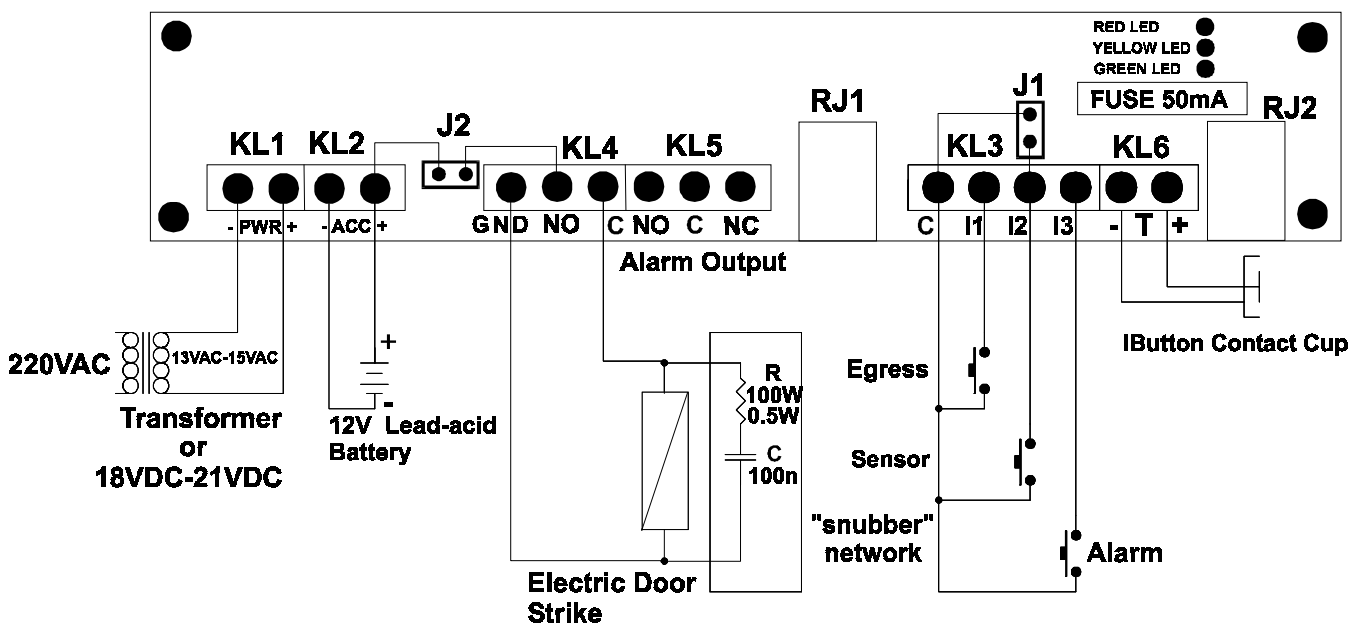 RED LED
YELLOW LED
GREEN LED
FUSE 50mA
RJ1
J1
RJ2
KL1
KL2
J2
KL4
KL5
KL3
KL6
- PWR +
- ACC +
GND
NO
C
NO
C
NC
C
I1
I2
I3
-
T
+
Alarm Output
220VAC
13VAC-15VAC
Transformer
or
18VDC-21VDC
+
-
12V Lead-acid
Battery
R
100W
0.5W
C
100n
Electric Door
Strike
Egress
Sensor
"snubber"
network
Alarm
IButton Contact Cup